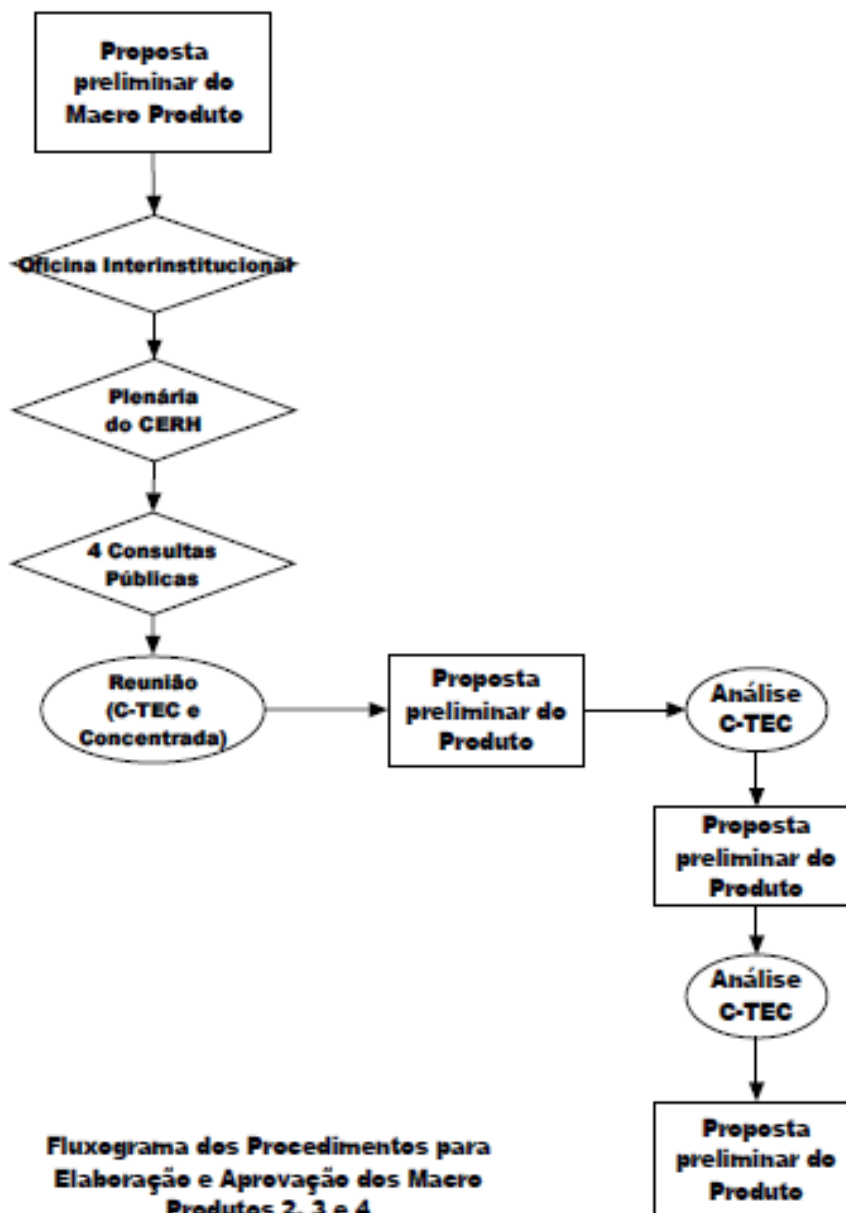 Proposta
preliminar do
Macro Produto
Oficina Interinstitucional
Plenária
do CERH
4 Consultas
Públicas
Reunião
(C-TEC e
Concentrada)
Proposta
preliminar do
Produto
Análise
C-TEC
Proposta
preliminar do
Produto
Análise
C-TEC
Proposta
preliminar do
Produto
Fluxograma dos Procedimentos para
Elaboração e Aprovação dos Macro
Produtos 2, 3 e 4